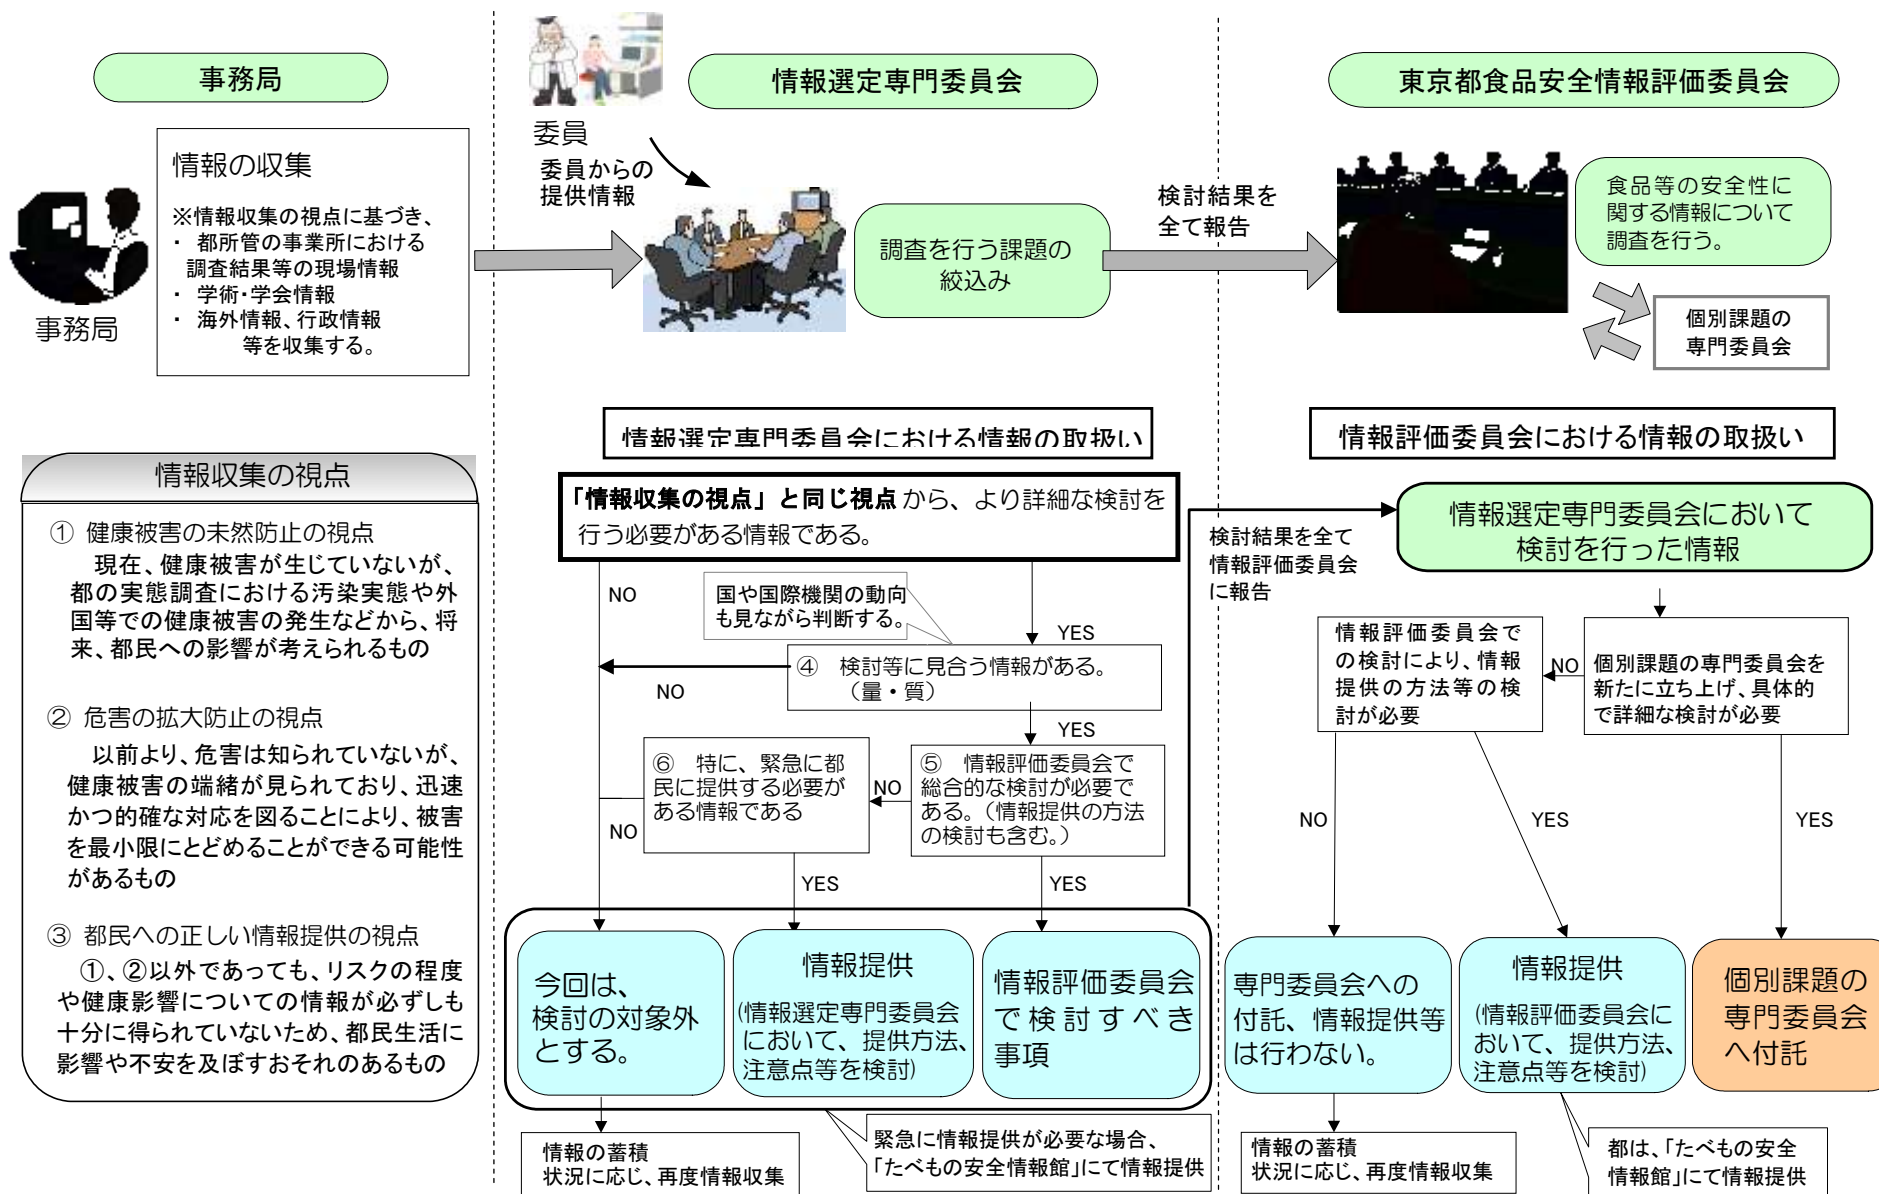 事務局
情報の収集
※情報収集の視点に基づき、
・ 都所管の事業所における
調査結果等の現場情報
・ 学術・学会情報
・ 海外情報、行政情報
等を収集する。
事務局
情報選定専門委員会
委員
委員からの
提供情報
調査を行う課題の
絞込み
検討結果を
全て報告
東京都食品安全情報評価委員会
食品等の安全性に
関する情報について
調査を行う。
個別課題の
専門委員会
情報収集の視点
① 健康被害の未然防止の視点
現在、健康被害が生じていないが、
都の実態調査における汚染実態や外
国等での健康被害の発生などから、将
来、都民への影響が考えられるもの
② 危害の拡大防止の視点
以前より、危害は知られていないが、
健康被害の端緒が見られており、迅速
かつ的確な対応を図ることにより、被害
を最小限にとどめることができる可能性
があるもの
③ 都民への正しい情報提供の視点
①、②以外であっても、リスクの程度
や健康影響についての情報が必ずしも
十分に得られていないため、都民生活に
影響や不安を及ぼすおそれのあるもの
情報選定専門委員会における情報の取扱い
「情報収集の視点」と同じ視点から、より詳細な検討を
行う必要がある情報である。
NO
国や国際機関の動向
も見ながら判断する。
YES
④ 検討等に見合う情報がある。
（量・質）
NO
YES
⑥ 特に、緊急に都
民に提供する必要が
ある情報である
NO
⑤ 情報評価委員会で
総合的な検討が必要で
ある。（情報提供の方法
の検討も含む。）
NO
YES
YES
今回は、
検討の対象外
とする。
情報提供
(情報選定専門委員会
において、提供方法、
注意点等を検討)
情報評価委員会
で検討すべき
事項
情報の蓄積
状況に応じ、再度情報収集
緊急に情報提供が必要な場合、
「たべもの安全情報館」にて情報提供
情報評価委員会における情報の取扱い
検討結果を全て
情報評価委員会
に報告
情報選定専門委員会において
検討を行った情報
情報評価委員会で
の検討により、情報
提供の方法等の検
討が必要
NO
個別課題の専門委員会を
新たに立ち上げ、具体的
で詳細な検討が必要
NO
YES
YES
専門委員会への
付託、情報提供等
は行わない。
情報提供
(情報評価委員会に
おいて、提供方法、
注意点等を検討)
個別課題の
専門委員会
へ付託
情報の蓄積
状況に応じ、再度情報収集
都は、「たべもの安全
情報館」にて情報提供